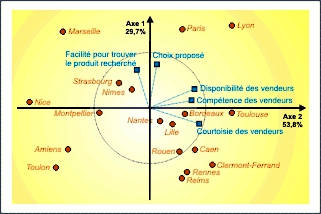 Axe 1
29,7%
Lyon
Paris
Marseille
Facilité pour trouver
le produit recherché
Choix proposé
Strasbourg
Nimes
Disponibilité des vendeurs
Compétence des vendeurs
Nice
Montpellier
Bordeaux
Toulouse
Axe 2
53,8%
Nantes
Lille
Courtoisie des vendeurs
Amiens
Rouen
Caen
Toulon
Clermont-Ferrand
Rennes
Reims